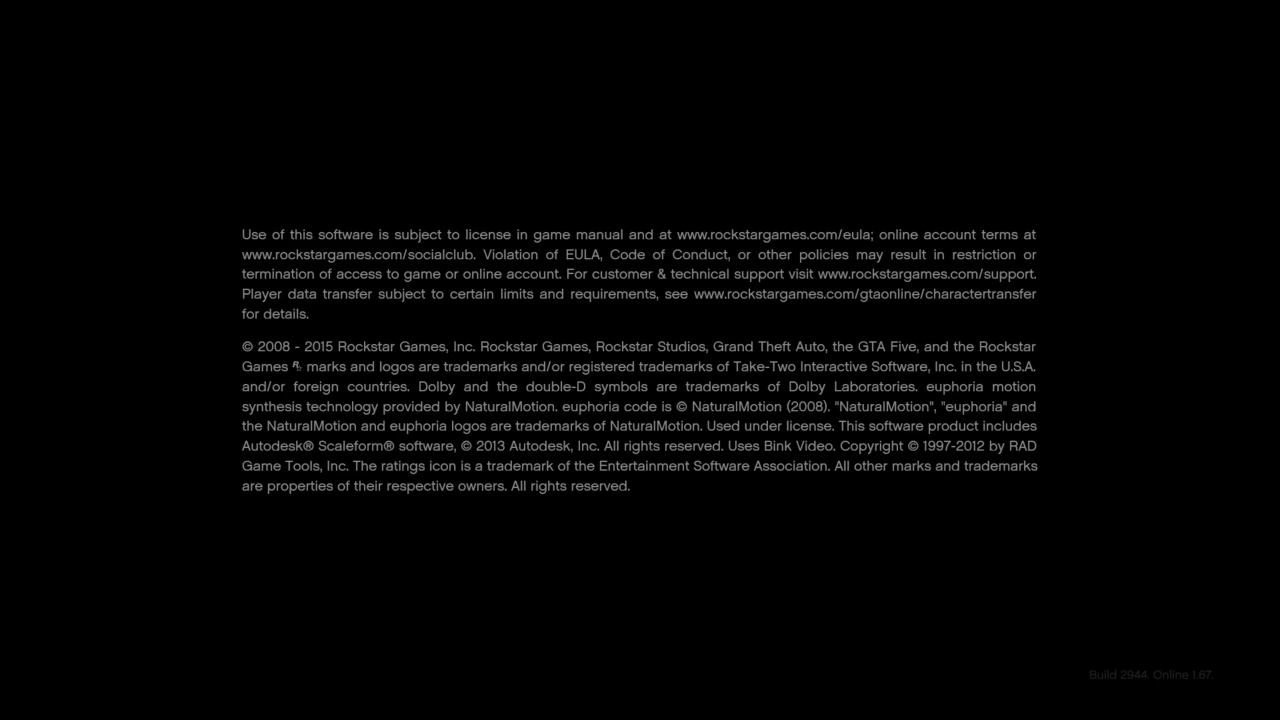 Use of this software is subject to license in game manual and at www.rockstargames.com/eula; online account terms at
www.rockstargames.com/socialclub. Violation of EULA, Code of Conduct, or other policies may result in restriction or
termination of access to game or online account. For customer & technical support visit www.rockstargames.com/support.
Player data transfer subject to certain limits and requirements, see www.rockstargames.com/gtaonline/charactertransfer
for details.
© 2008 - 2015 Rockstar Games, Inc. Rockstar Games, Rockstar Studios, Grand Theft Auto, the GTA Five, and the Rockstar
Games R* marks and logos are trademarks and/or registered trademarks of Take-Two Interactive Software, Inc. in the U.S.A.
and/or foreign countries. Dolby and the double-D symbols are trademarks of Dolby Laboratories. euphoria motion
synthesis technology provided by NaturalMotion. euphoria code is © NaturalMotion (2008). "NaturalMotion", "euphoria" and
the NaturalMotion and euphoria logos are trademarks of NaturalMotion. Used under license. This software product includes
Autodesk® Scaleform® software, © 2013 Autodesk, Inc. All rights reserved. Uses Bink Video. Copyright © 1997-2012 by RAD
Game Tools, Inc. The ratings icon is a trademark of the Entertainment Software Association. All other marks and trademarks
are properties of their respective owners. All rights reserved.
Build 2944. Online 1.67.